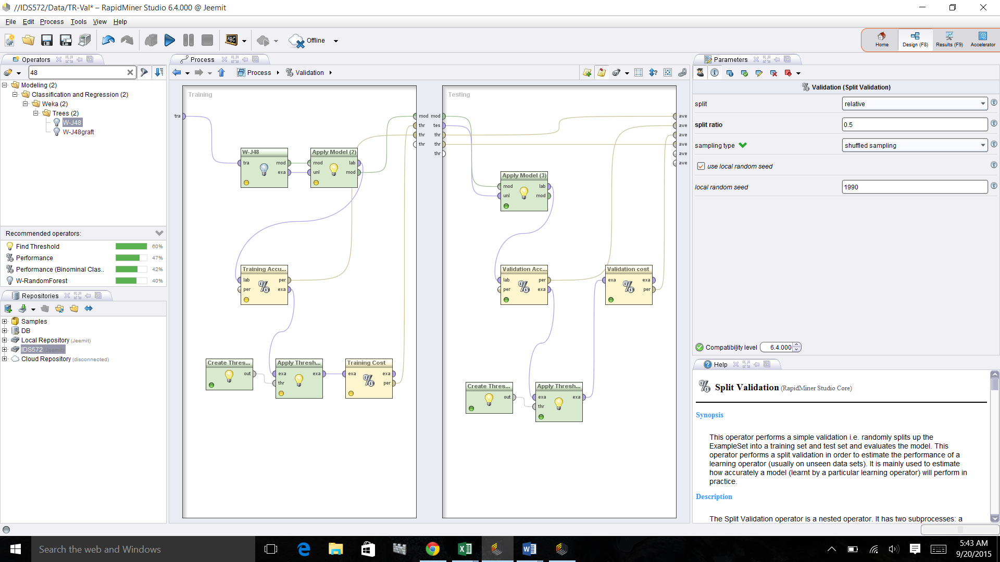 //IDS572/Data/TR-Val* – RapidMiner Studio 6.4.000 @ Jeemit
File Edit Process Tools View Help
ABC Offline
Home Design (F8) Results (F9) Accelerator
Operators
48
Modeling (2)
Classification and Regression (2)
Weka (2)
Trees (2)
W-J48
W-J48graft
Recommended operators:
Find Threshold 60%
Performance 47%
Performance (Binominal Clas.. 42%
W-RandomForest 40%
Repositories
Samples
DB
Local Repository (Jeemit)
IDS572 (Jeemit)
Cloud Repository (disconnected)
Process
Process Validation
Training
tra
mod
thr
thr
thr
W-J48
tra mod
exa
Apply Model (2)
mod lab
unl mod
Training Accu...
lab per
per exa
Create Thres...
out
Apply Thresh...
exa exa
thr
Training Cost
exa exa
per
Testing
mod
tes
thr
thr
thr
ave
ave
ave
ave
ave
ave
Apply Model (3)
mod lab
unl mod
Validation Acc...
lab per
per exa
Validation cost
exa exa
per
Create Thres...
out
Apply Thresh...
exa exa
thr
Parameters
Validation (Split Validation)
split relative
split ratio 0.5
sampling type shuffled sampling
use local random seed
local random seed 1990
Compatibility level 6.4.000
Help
Split Validation (RapidMiner Studio Core)
Synopsis
This operator performs a simple validation i.e. randomly splits up the
ExampleSet into a training set and test set and evaluates the model. This
operator performs a split validation in order to estimate the performance of a
learning operator (usually on unseen data sets). It is mainly used to estimate
how accurately a model (learnt by a particular learning operator) will perform in
practice.
Description
The Split Validation operator is a nested operator. It has two subprocesses: a
Search the web and Windows
5:43 AM
9/20/2015